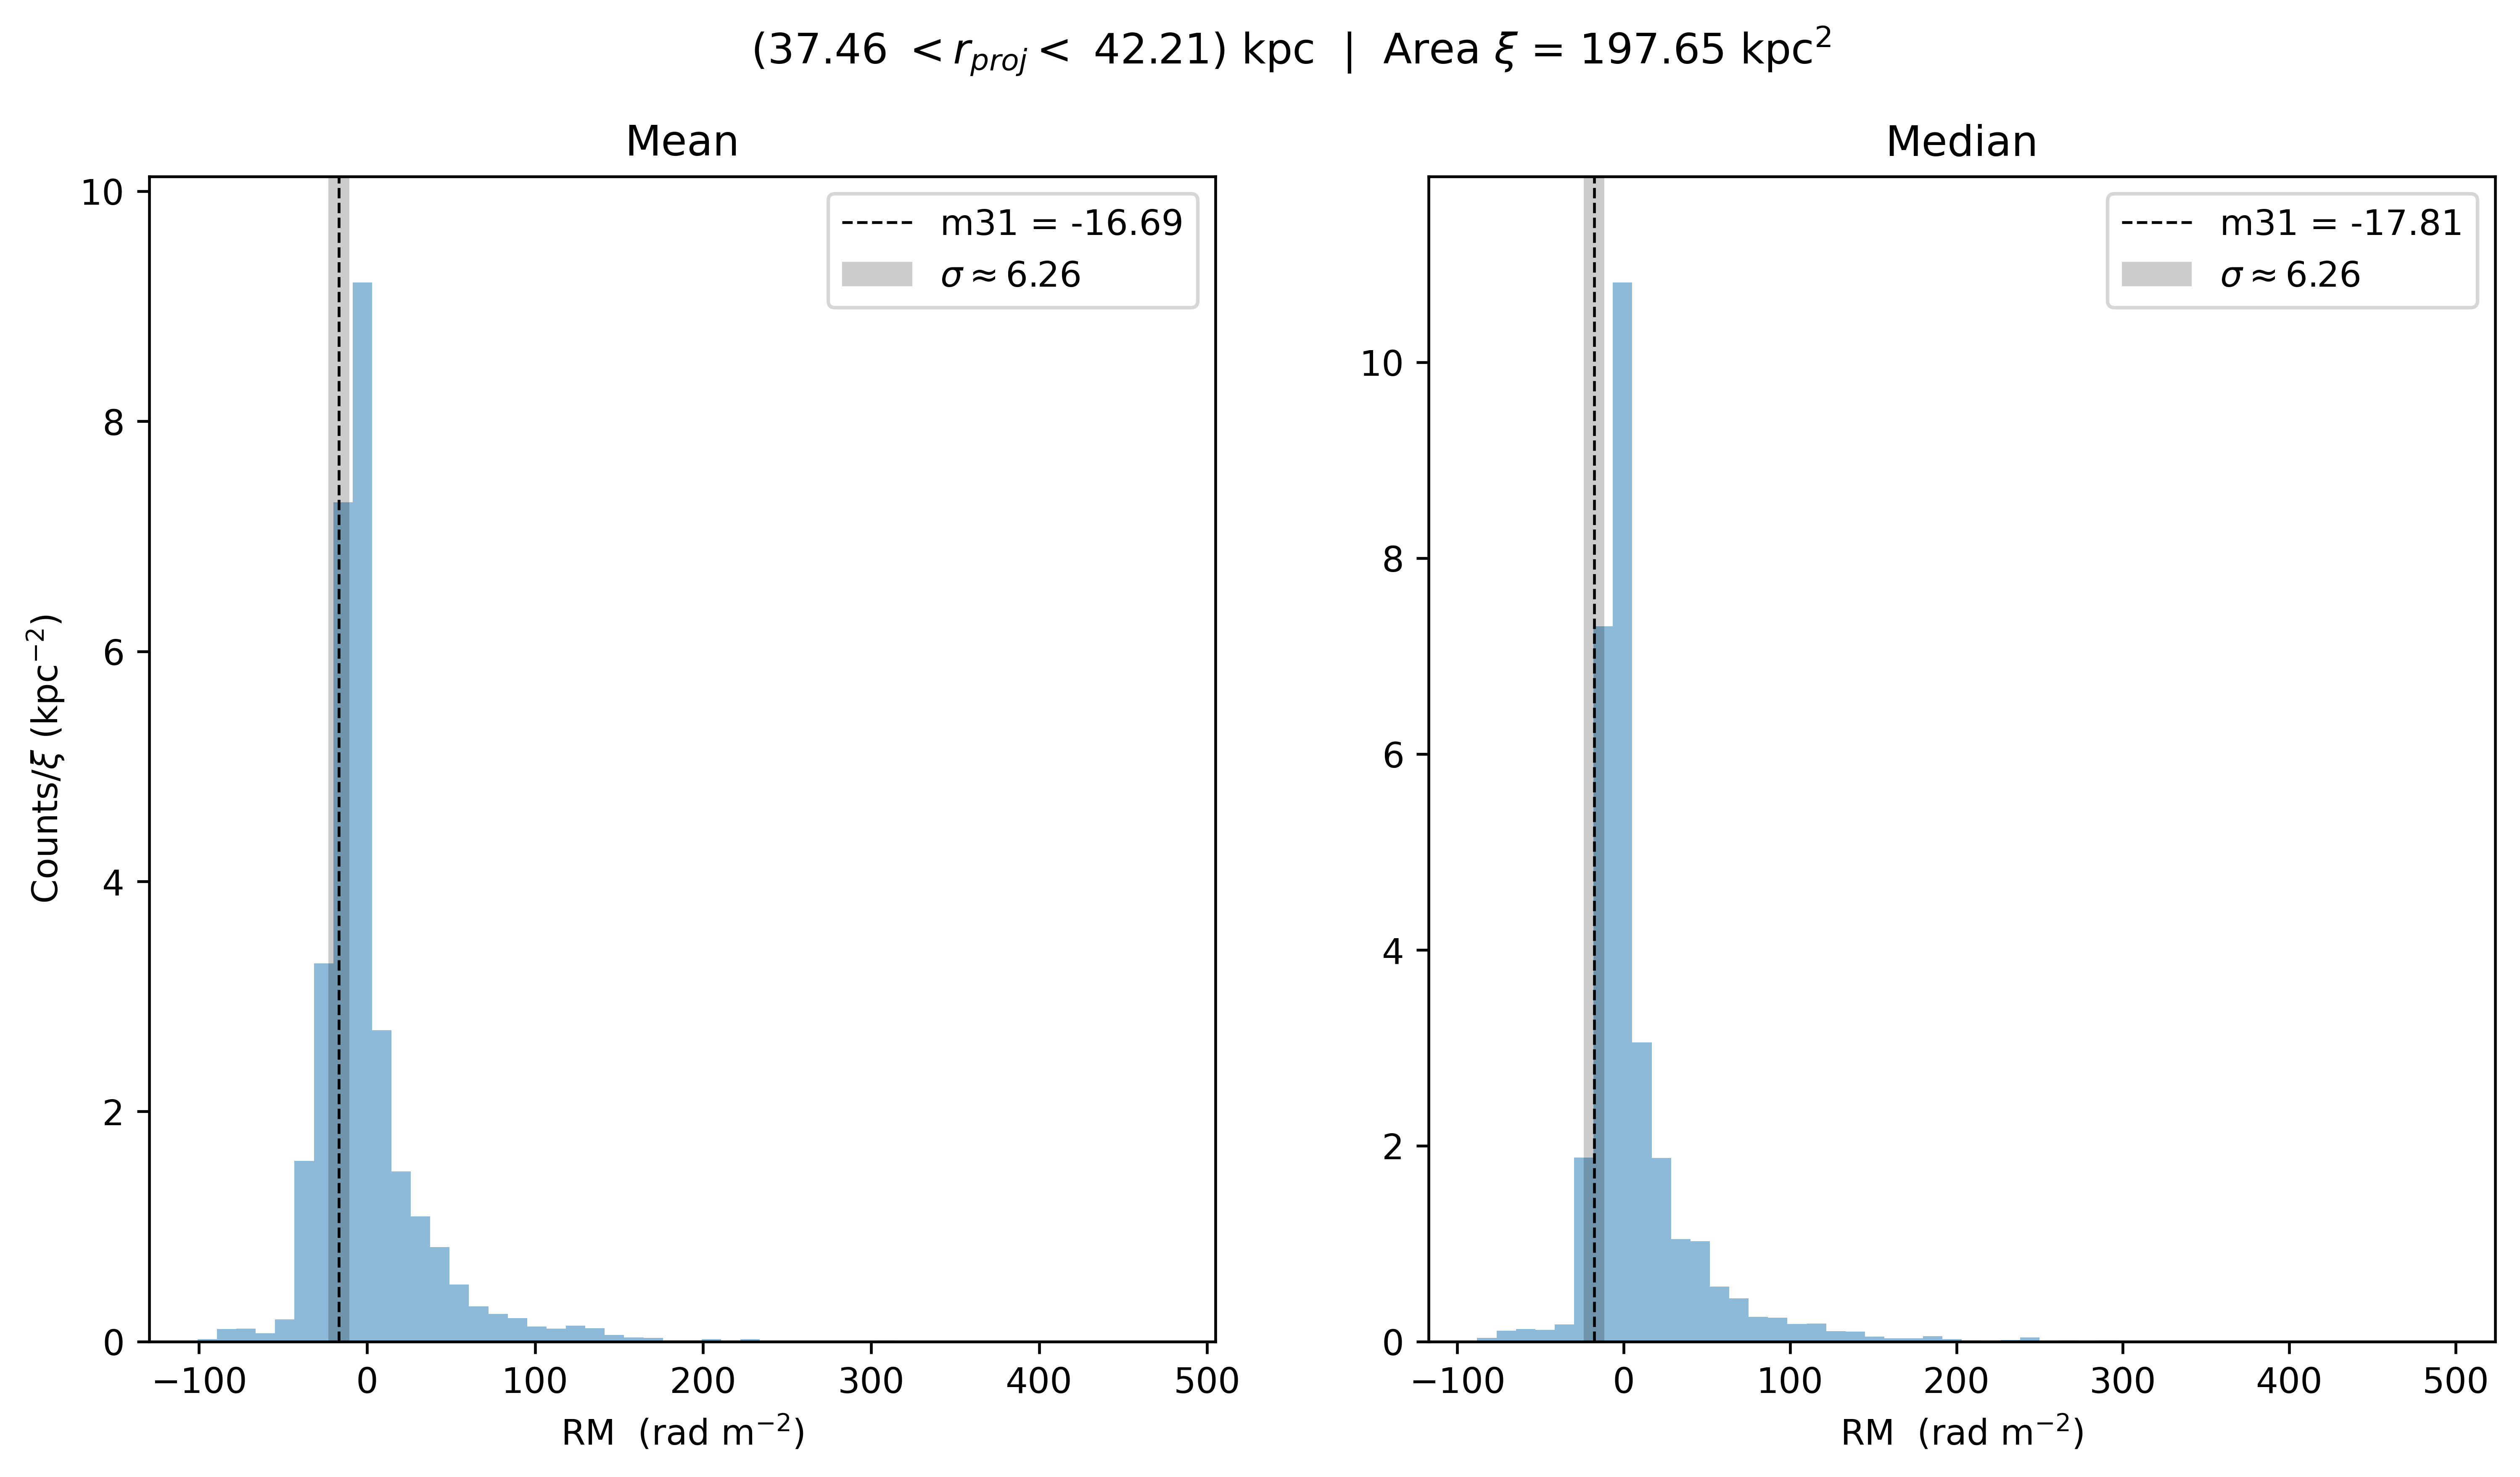 (37.46 < r_proj < 42.21) kpc | Area ξ = 197.65 kpc²
Mean
10
8
6
4
2
0
Counts/ξ (kpc⁻²)
m31 = -16.69
σ ≈ 6.26
−100 0 100 200 300 400 500
RM (rad m⁻²)
Median
10
8
6
4
2
0
m31 = -17.81
σ ≈ 6.26
−100 0 100 200 300 400 500
RM (rad m⁻²)